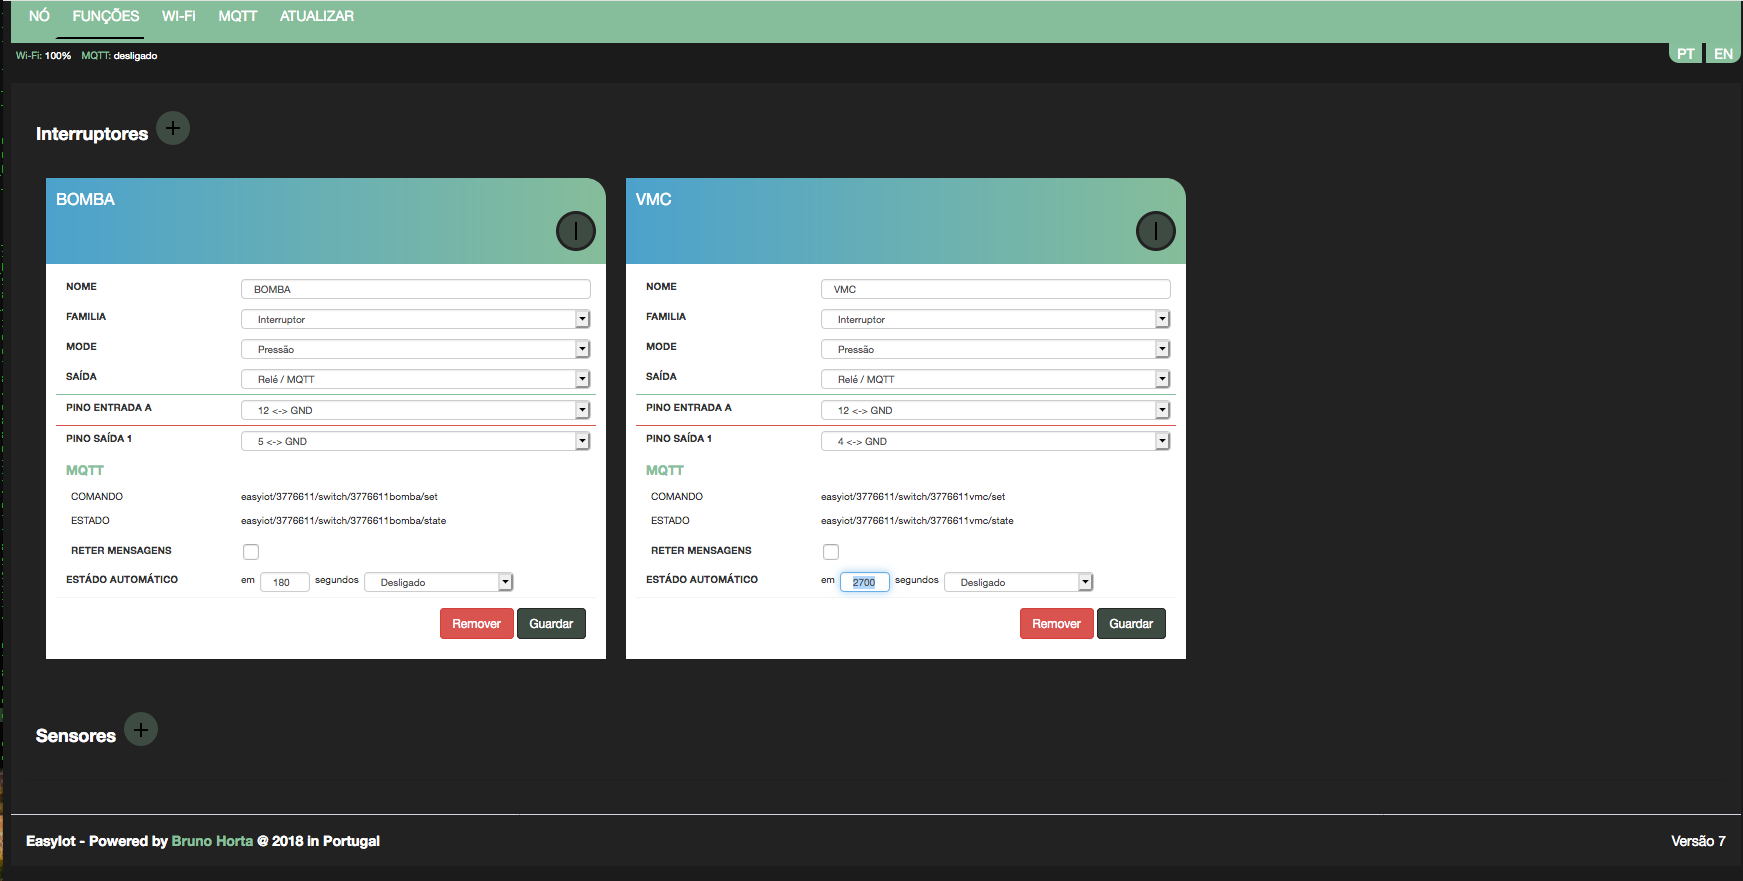 NÓ FUNÇÕES WI-FI MQTT ATUALIZAR
Wi-Fi: 100% MQTT: desligado
PT EN
Interruptores
BOMBA
NOME BOMBA
FAMILIA Interruptor
MODE Pressão
SAÍDA Relé / MQTT
PINO ENTRADA A 12 <-> GND
PINO SAÍDA 1 5 <-> GND
MQTT
COMANDO easyiot/3776611/switch/3776611bomba/set
ESTADO easyiot/3776611/switch/3776611bomba/state
RETER MENSAGENS
ESTÁDO AUTOMÁTICO em 180 segundos Desligado
Remover Guardar
VMC
NOME VMC
FAMILIA Interruptor
MODE Pressão
SAÍDA Relé / MQTT
PINO ENTRADA A 12 <-> GND
PINO SAÍDA 1 4 <-> GND
MQTT
COMANDO easyiot/3776611/switch/3776611vmc/set
ESTADO easyiot/3776611/switch/3776611vmc/state
RETER MENSAGENS
ESTÁDO AUTOMÁTICO em 2700 segundos Desligado
Remover Guardar
Sensores
EasyIot - Powered by Bruno Horta @ 2018 in Portugal
Versão 7